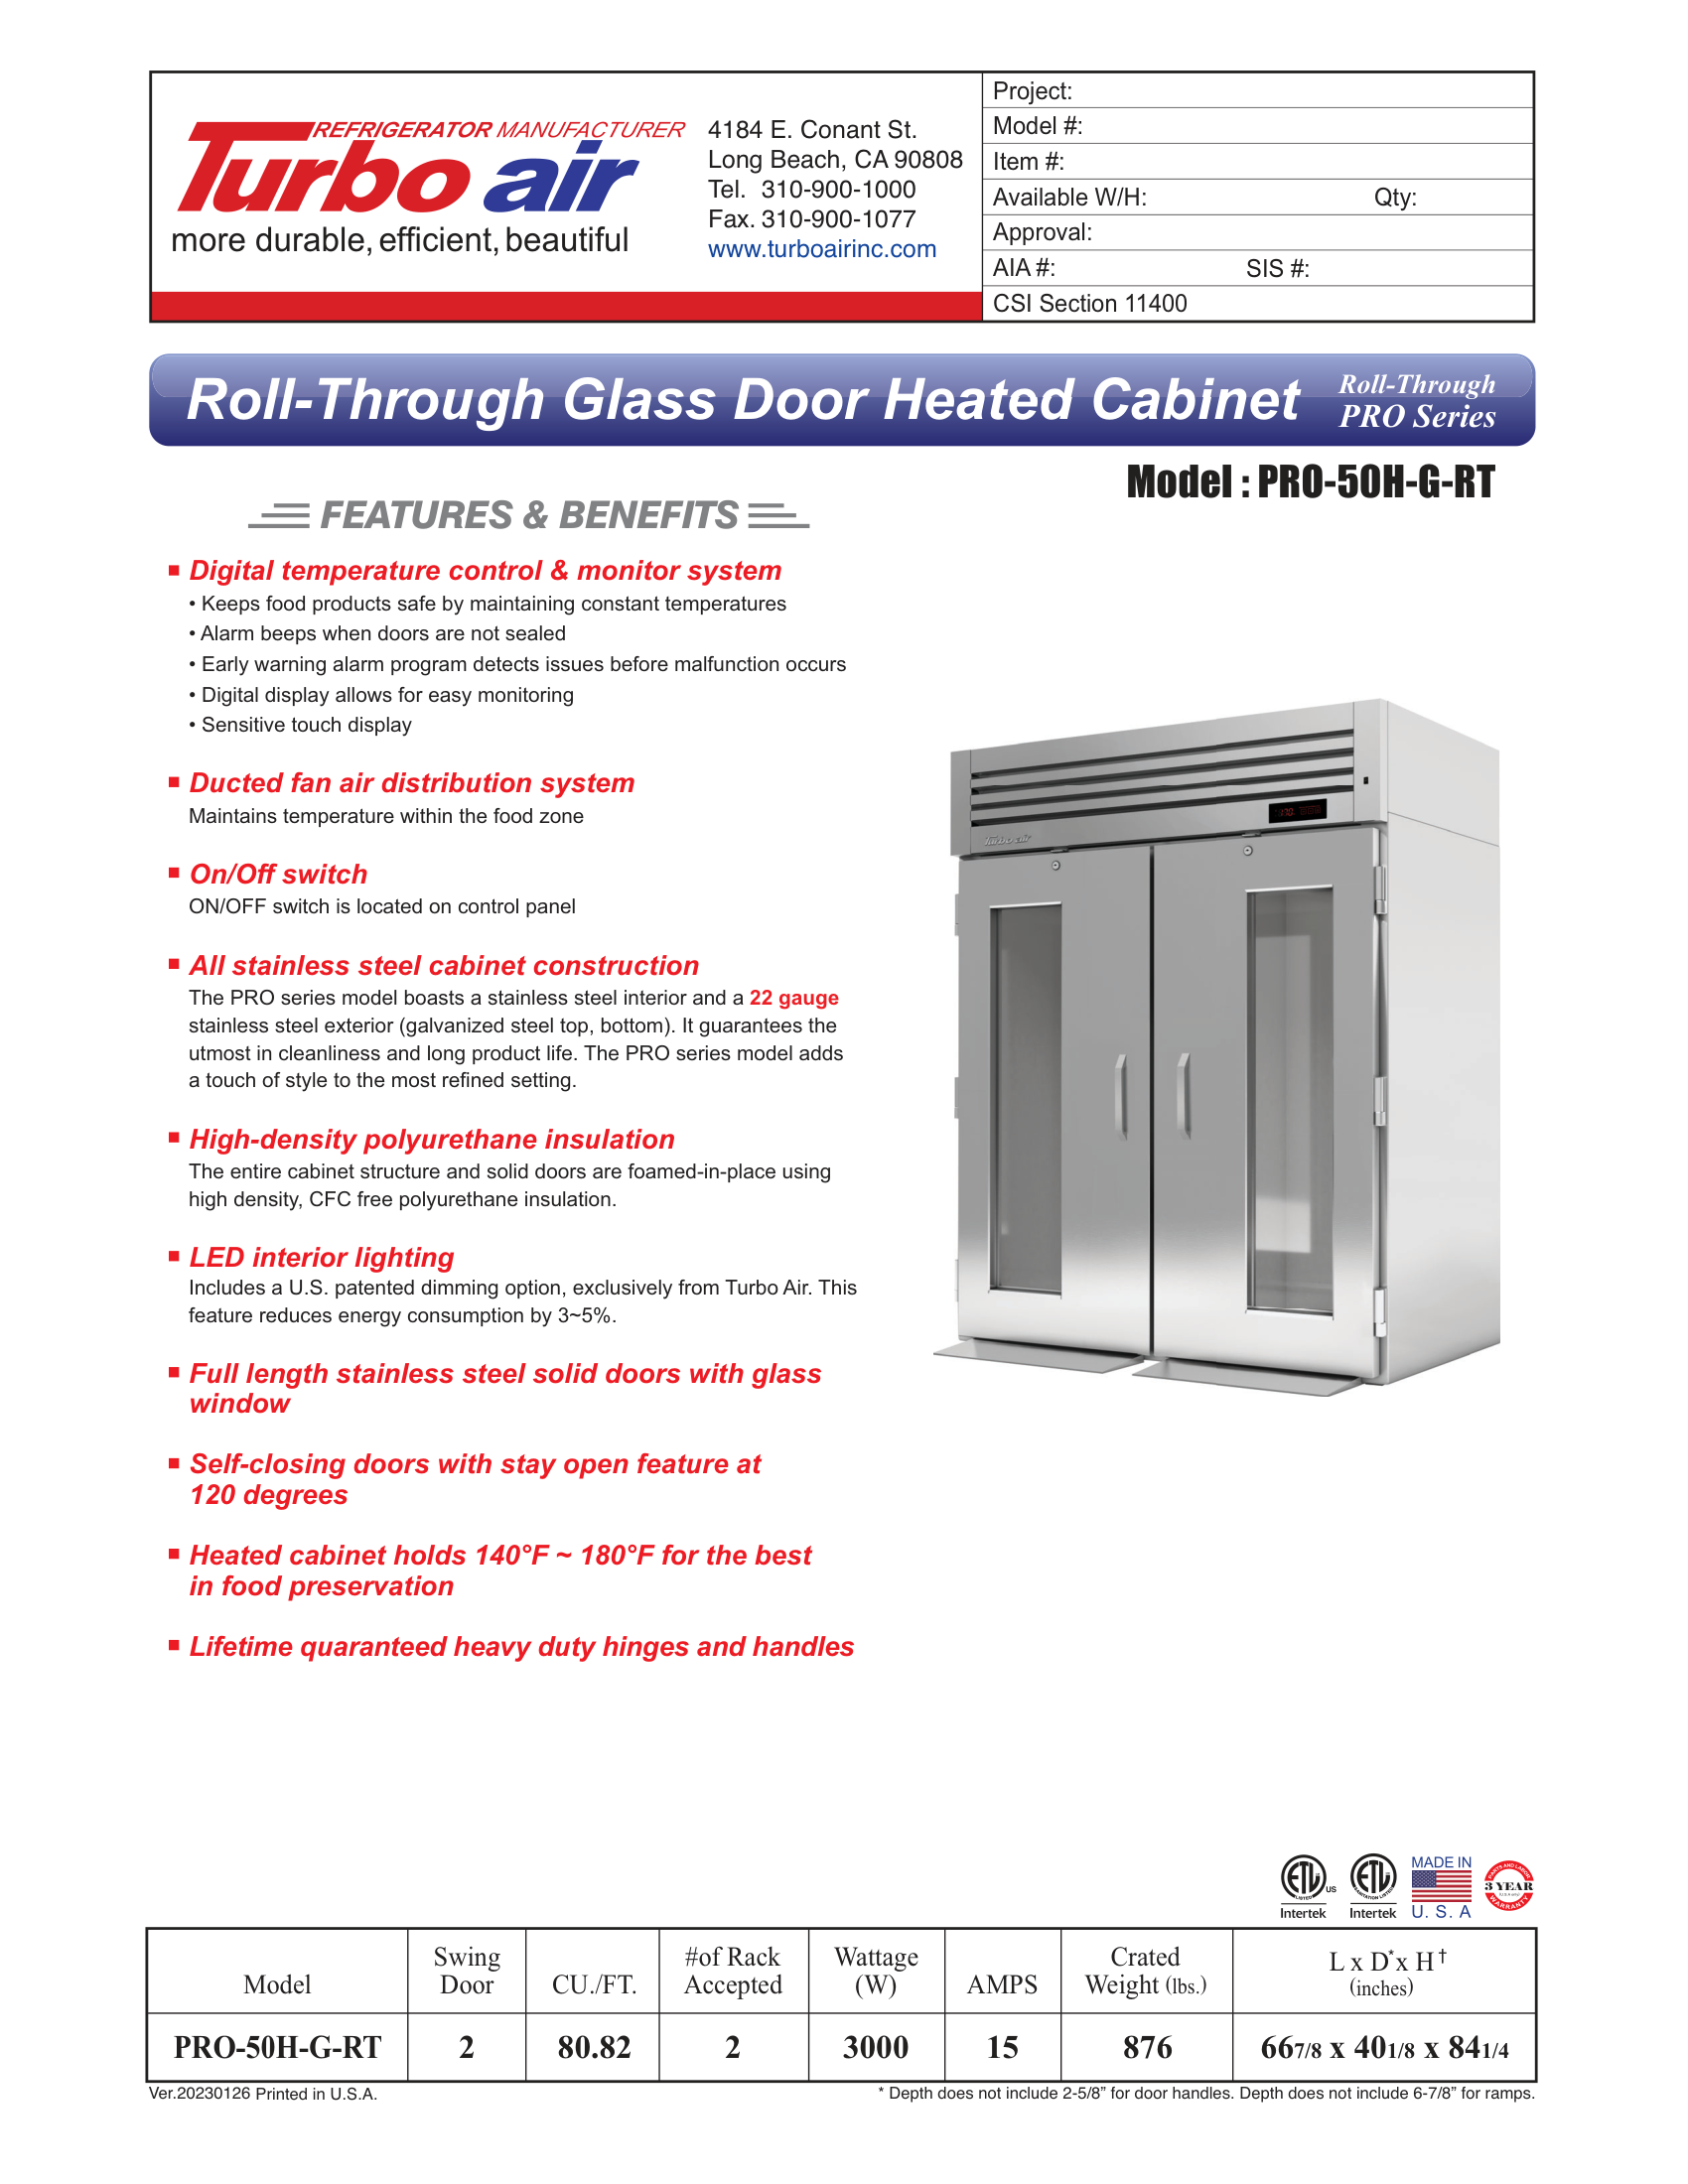 REFRIGERATOR MANUFACTURER
Turbo air
more durable, efficient, beautiful
4184 E. Conant St.
Long Beach, CA 90808
Tel. 310-900-1000
Fax. 310-900-1077
www.turboairinc.com
Project:
Model #:
Item #:
Available W/H: Qty:
Approval:
AIA #: SIS #:
CSI Section 11400
Roll-Through Glass Door Heated Cabinet
Roll-Through
PRO Series
Model : PRO-50H-G-RT
FEATURES & BENEFITS
Digital temperature control & monitor system
• Keeps food products safe by maintaining constant temperatures
• Alarm beeps when doors are not sealed
• Early warning alarm program detects issues before malfunction occurs
• Digital display allows for easy monitoring
• Sensitive touch display
Ducted fan air distribution system
Maintains temperature within the food zone
On/Off switch
ON/OFF switch is located on control panel
All stainless steel cabinet construction
The PRO series model boasts a stainless steel interior and a 22 gauge
stainless steel exterior (galvanized steel top, bottom). It guarantees the
utmost in cleanliness and long product life. The PRO series model adds
a touch of style to the most refined setting.
High-density polyurethane insulation
The entire cabinet structure and solid doors are foamed-in-place using
high density, CFC free polyurethane insulation.
LED interior lighting
Includes a U.S. patented dimming option, exclusively from Turbo Air. This
feature reduces energy consumption by 3~5%.
Full length stainless steel solid doors with glass
window
Self-closing doors with stay open feature at
120 degrees
Heated cabinet holds 140°F ~ 180°F for the best
in food preservation
Lifetime quaranteed heavy duty hinges and handles
Turbo air
ETL LISTED US
Intertek
ETL SANITATION LISTED
Intertek
MADE IN
U. S. A
PARTS AND LABOR
3 YEAR
WARRANTY
Model
Swing
Door
CU./FT.
#of Rack
Accepted
Wattage
(W)
AMPS
Crated
Weight (lbs.)
L x D* x H †
(inches)
PRO-50H-G-RT 2 80.82 2 3000 15 876 667/8 x 401/8 x 841/4
Ver.20230126 Printed in U.S.A.
* Depth does not include 2-5/8” for door handles. Depth does not include 6-7/8” for ramps.